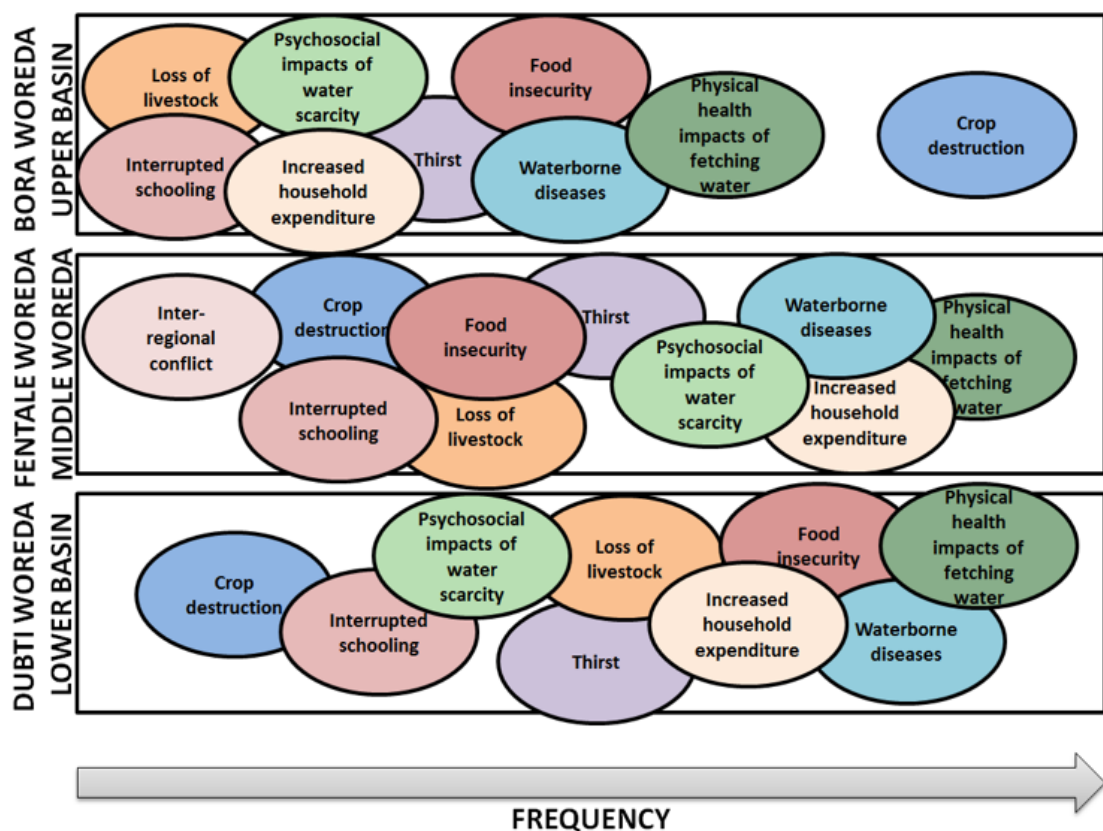 BORA WOREDA
UPPER BASIN
Loss of
livestock
Psychosocial
impacts of
water
scarcity
Food
insecurity
Physical
health
impacts of
fetching
water
Crop
destruction
Interrupted
schooling
Increased
household
expenditure
Thirst
Waterborne
diseases
FENTALE WOREDA
MIDDLE WOREDA
Inter-
regional
conflict
Crop
destruction
Food
insecurity
Thirst
Waterborne
diseases
Physical
health
impacts of
fetching
water
Interrupted
schooling
Loss of
livestock
Psychosocial
impacts of
water
scarcity
Increased
household
expenditure
DUBTI WOREDA
LOWER BASIN
Crop
destruction
Interrupted
schooling
Psychosocial
impacts of
water
scarcity
Loss of
livestock
Thirst
Increased
household
expenditure
Food
insecurity
Waterborne
diseases
Physical
health
impacts of
fetching
water
FREQUENCY